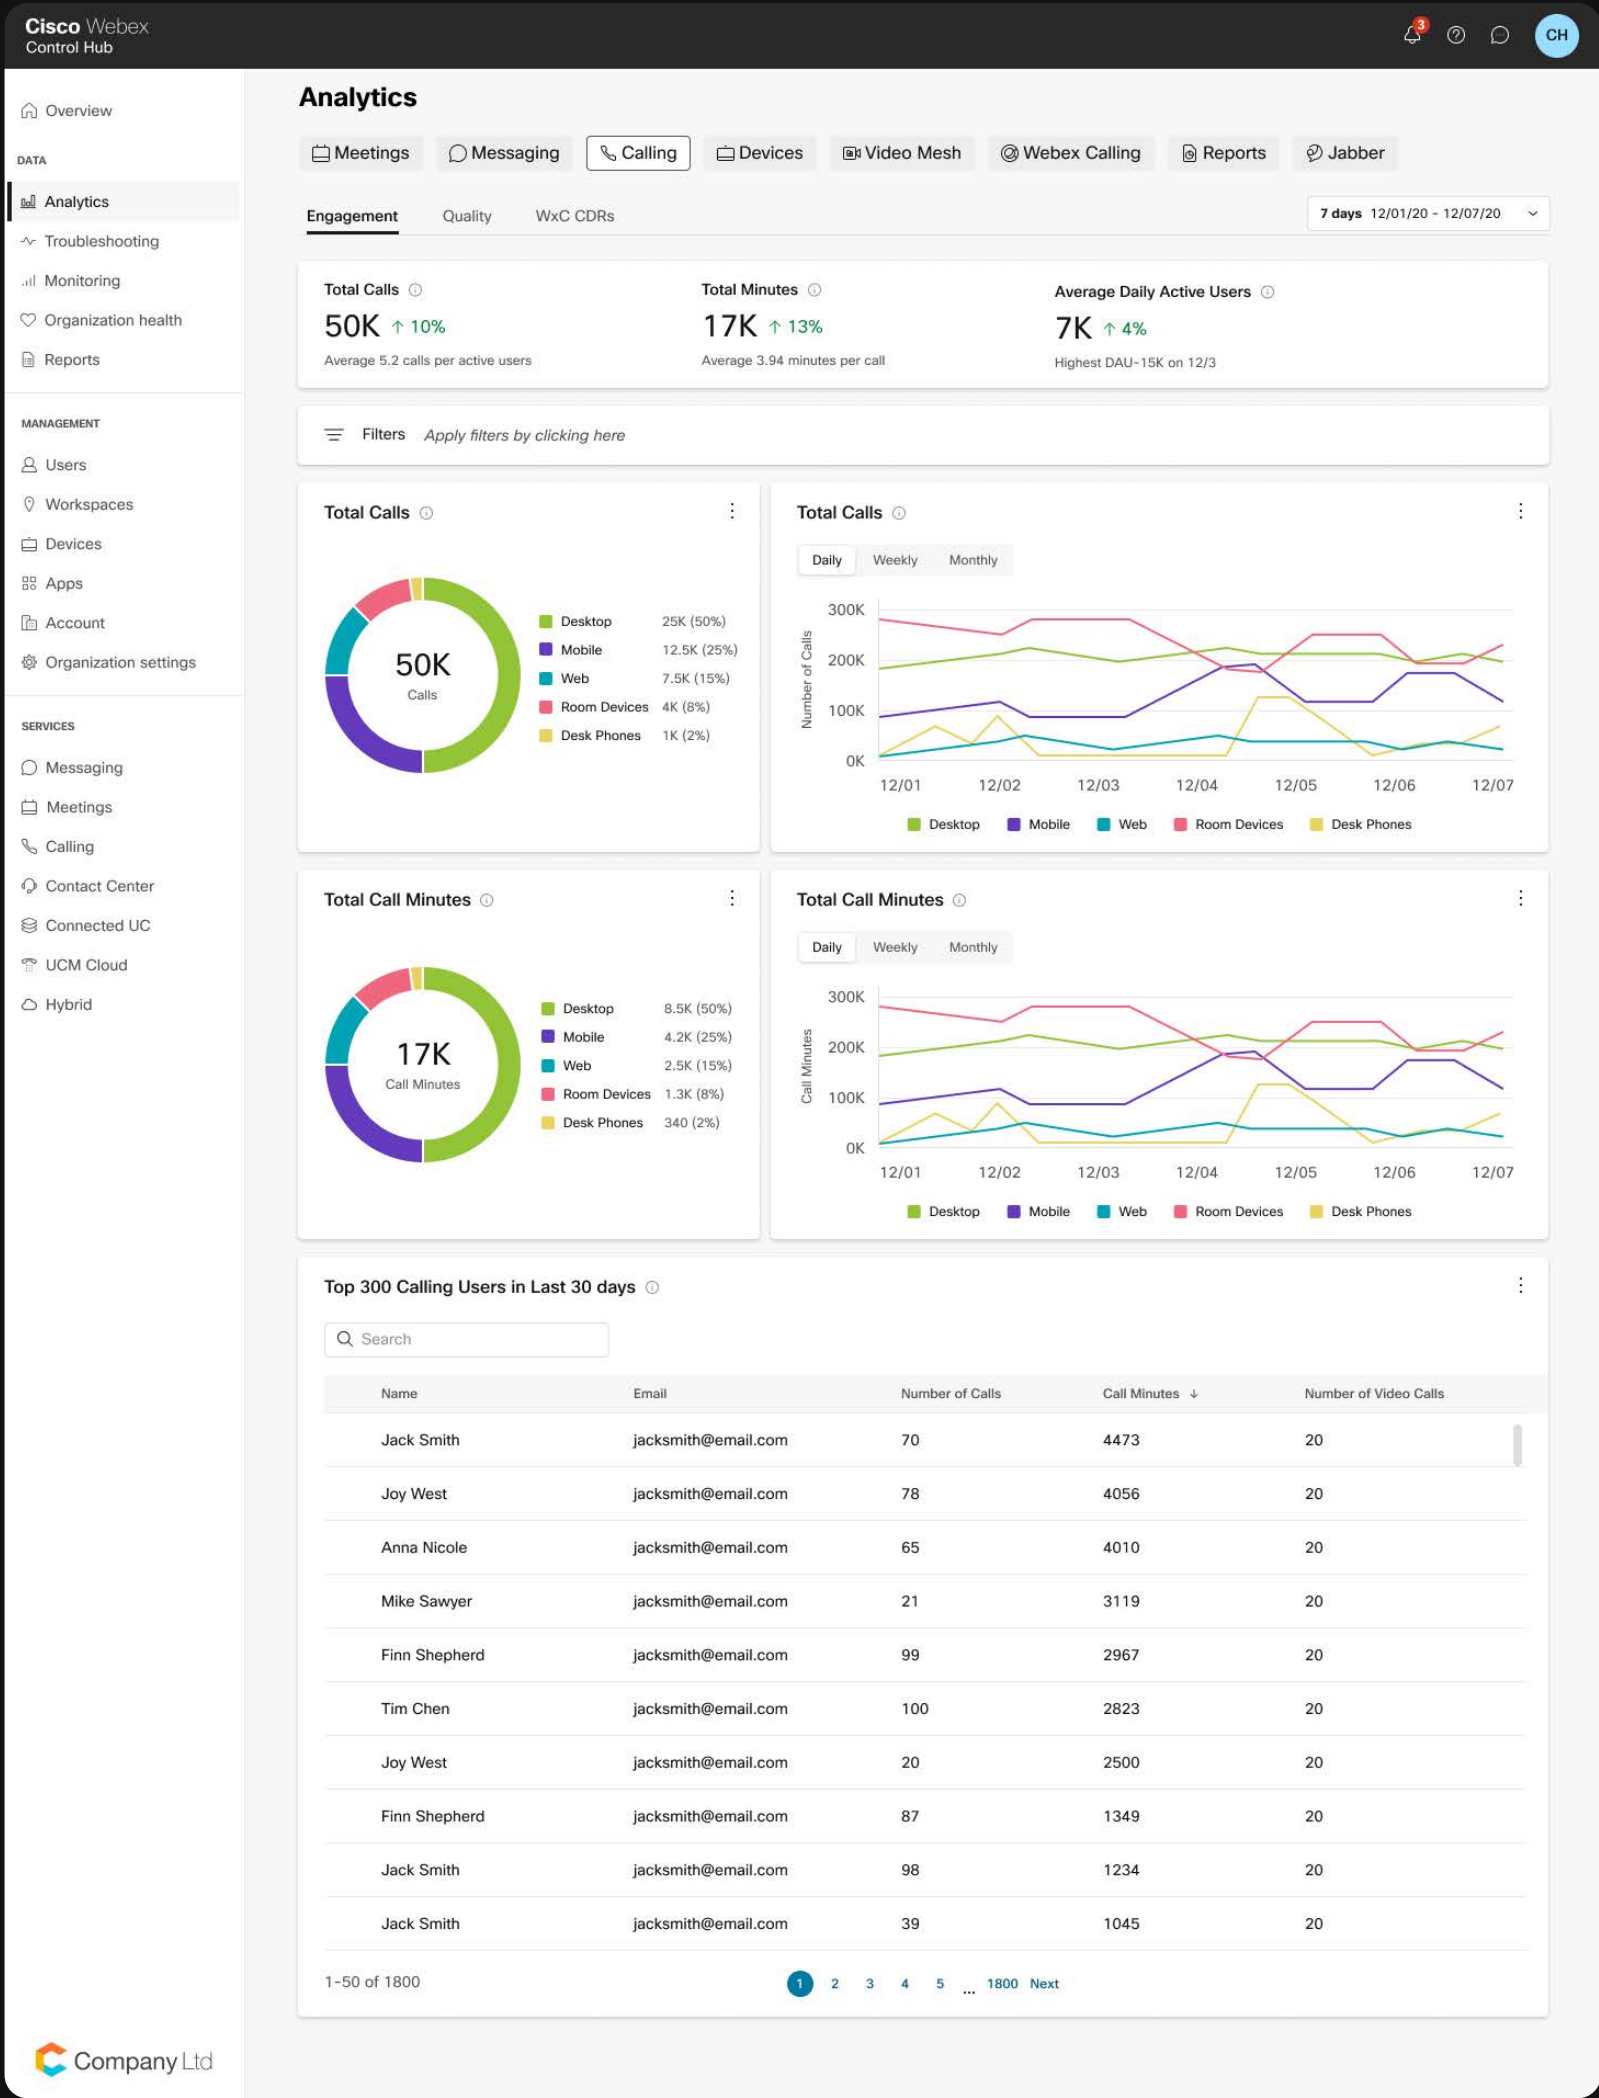 Cisco Webex
Control Hub
3
CH
Overview
DATA
Analytics
Troubleshooting
Monitoring
Organization health
Reports
MANAGEMENT
Users
Workspaces
Devices
Apps
Account
Organization settings
SERVICES
Messaging
Meetings
Calling
Contact Center
Connected UC
UCM Cloud
Hybrid
Company Ltd
Analytics
Meetings Messaging Calling Devices Video Mesh Webex Calling Reports Jabber
Engagement Quality WxC CDRs
7 days 12/01/20 - 12/07/20
Total Calls
50K ↑ 10%
Average 5.2 calls per active users
Total Minutes
17K ↑ 13%
Average 3.94 minutes per call
Average Daily Active Users
7K ↑ 4%
Highest DAU-15K on 12/3
Filters Apply filters by clicking here
Total Calls
50K
Calls
Desktop 25K (50%)
Mobile 12.5K (25%)
Web 7.5K (15%)
Room Devices 4K (8%)
Desk Phones 1K (2%)
Total Calls
Daily Weekly Monthly
Number of Calls
300K
200K
100K
0K
12/01 12/02 12/03 12/04 12/05 12/06 12/07
Desktop Mobile Web Room Devices Desk Phones
Total Call Minutes
17K
Call Minutes
Desktop 8.5K (50%)
Mobile 4.2K (25%)
Web 2.5K (15%)
Room Devices 1.3K (8%)
Desk Phones 340 (2%)
Total Call Minutes
Daily Weekly Monthly
Call Minutes
300K
200K
100K
0K
12/01 12/02 12/03 12/04 12/05 12/06 12/07
Desktop Mobile Web Room Devices Desk Phones
Top 300 Calling Users in Last 30 days
Search
Name Email Number of Calls Call Minutes ↓ Number of Video Calls
Jack Smith jacksmith@email.com 70 4473 20
Joy West jacksmith@email.com 78 4056 20
Anna Nicole jacksmith@email.com 65 4010 20
Mike Sawyer jacksmith@email.com 21 3119 20
Finn Shepherd jacksmith@email.com 99 2967 20
Tim Chen jacksmith@email.com 100 2823 20
Joy West jacksmith@email.com 20 2500 20
Finn Shepherd jacksmith@email.com 87 1349 20
Jack Smith jacksmith@email.com 98 1234 20
Jack Smith jacksmith@email.com 39 1045 20
1-50 of 1800
1 2 3 4 5 ... 1800 Next